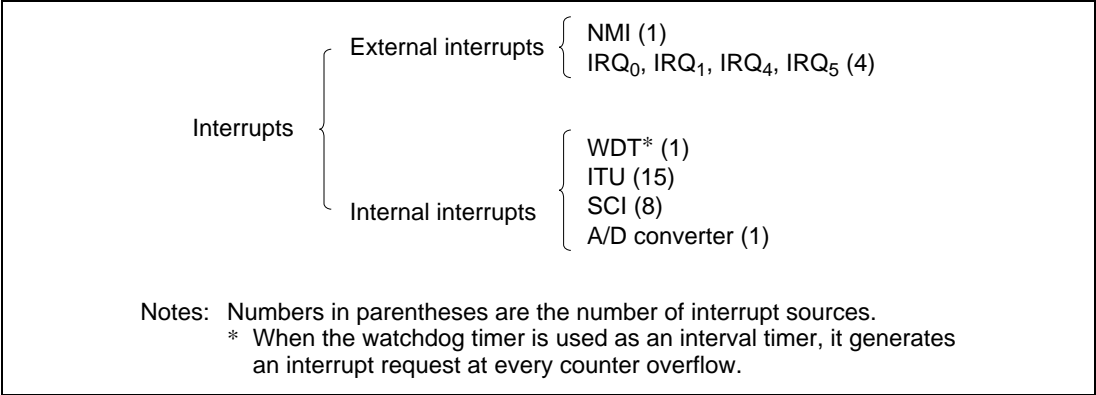 External interrupts
NMI (1)
IRQ₀, IRQ₁, IRQ₄, IRQ₅ (4)
Interrupts
Internal interrupts
WDT* (1)
ITU (15)
SCI (8)
A/D converter (1)
Notes: Numbers in parentheses are the number of interrupt sources.
* When the watchdog timer is used as an interval timer, it generates
an interrupt request at every counter overflow.